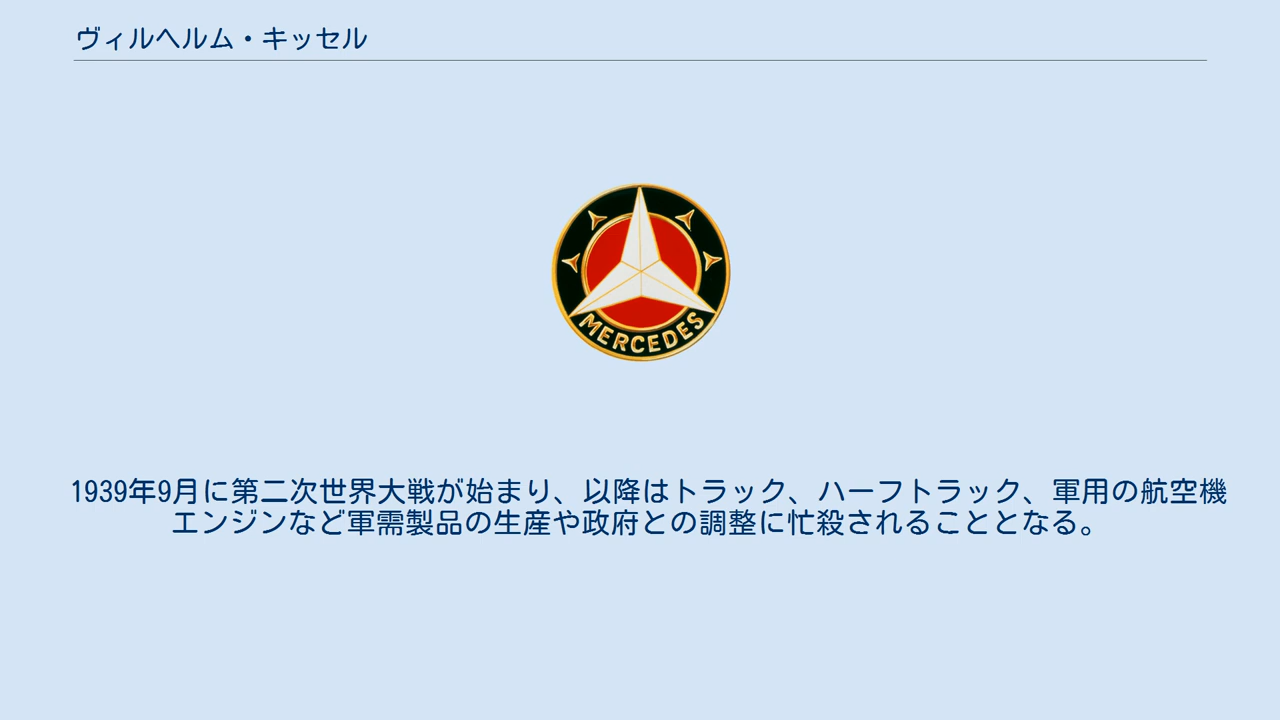 ヴィルヘルム・キッセル
MERCEDES
1939年9月に第二次世界大戦が始まり、以降はトラック、ハーフトラック、軍用の航空機
エンジンなど軍需製品の生産や政府との調整に忙殺されることとなる。